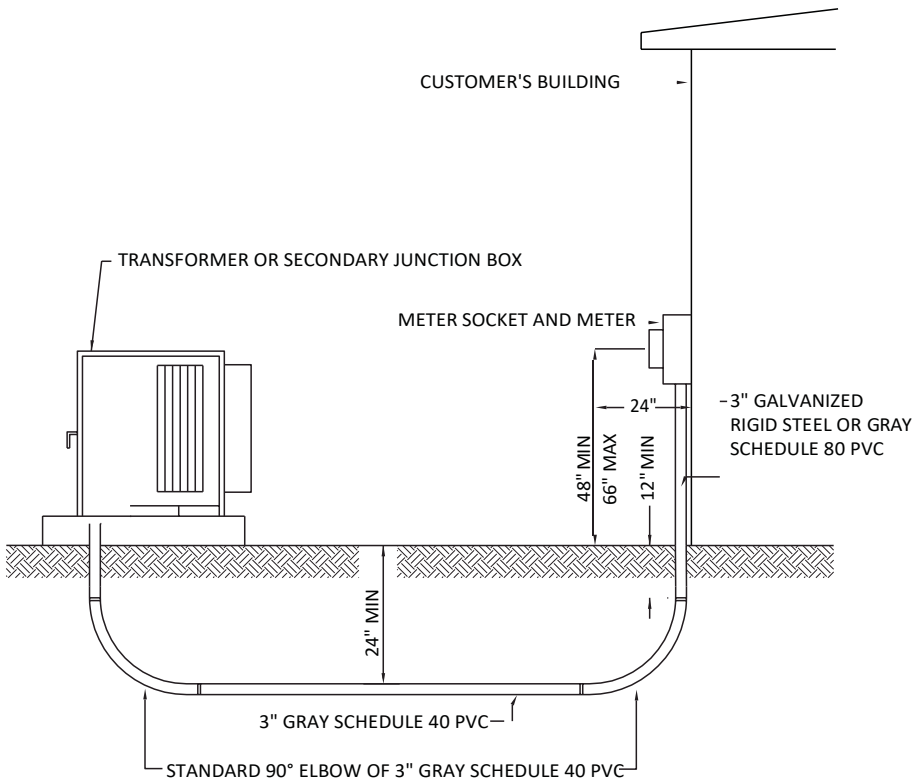 CUSTOMER'S BUILDING
TRANSFORMER OR SECONDARY JUNCTION BOX
METER SOCKET AND METER
24"
3" GALVANIZED
RIGID STEEL OR GRAY
SCHEDULE 80 PVC
48" MIN
66" MAX
12" MIN
24" MIN
3" GRAY SCHEDULE 40 PVC
STANDARD 90° ELBOW OF 3" GRAY SCHEDULE 40 PVC